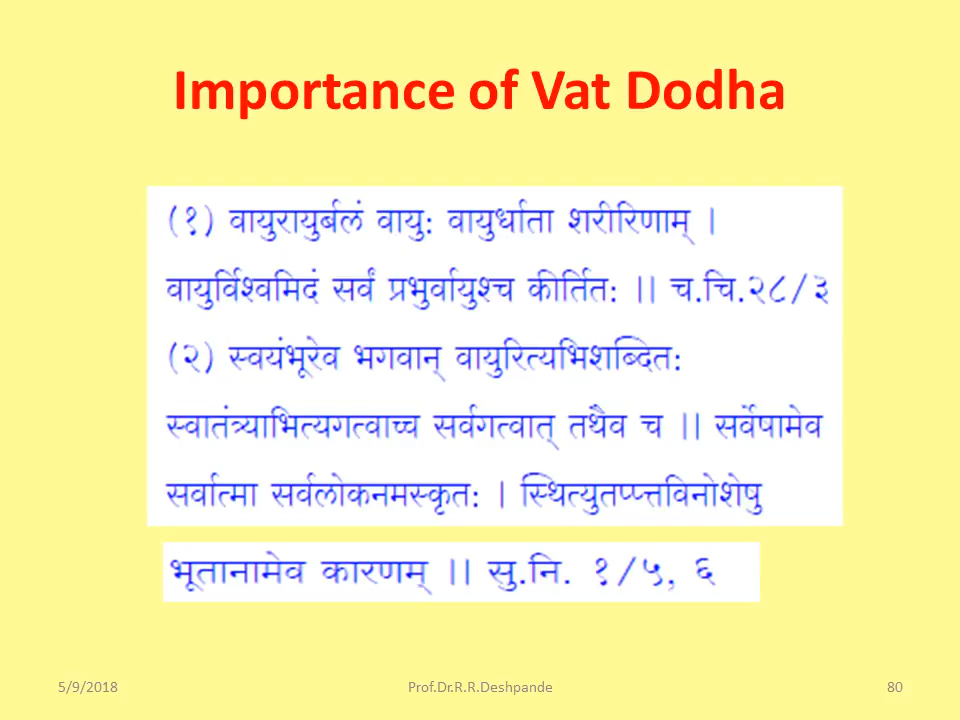 Importance of Vat Dodha
(१) वायुरायुर्बलं वायु: वायुर्धाता शरीरिणाम् ।
वायुर्विश्वमिदं सर्वं प्रभुर्वायुश्च कीर्तित: ।। च.चि.२८/३
(२) स्वयंभूरेव भगवान् वायुरित्यभिशब्दित:
स्वातंत्र्याभित्यगत्वाच्च सर्वगत्वात् तथैव च ।। सर्वेषामेव
सर्वात्मा सर्वलोकनमस्कृत: । स्थित्युतप्प्त्तविनोशेषु
भूतानामेव कारणम् ।। सु.नि. १/५, ६
5/9/2018 Prof.Dr.R.R.Deshpande 80